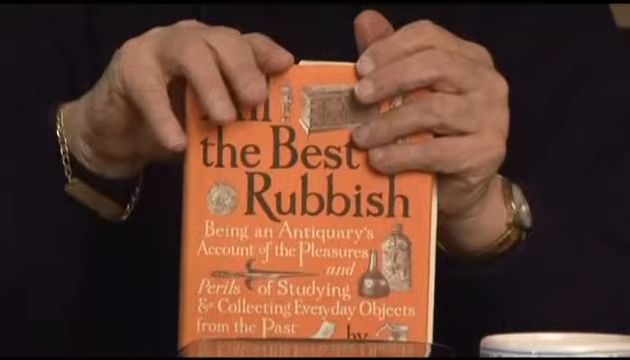 the Best
Rubbish
Being an Antiquary's
Account of the Pleasures
and
Perils of Studying
& Collecting Everyday Objects
from the Past
by